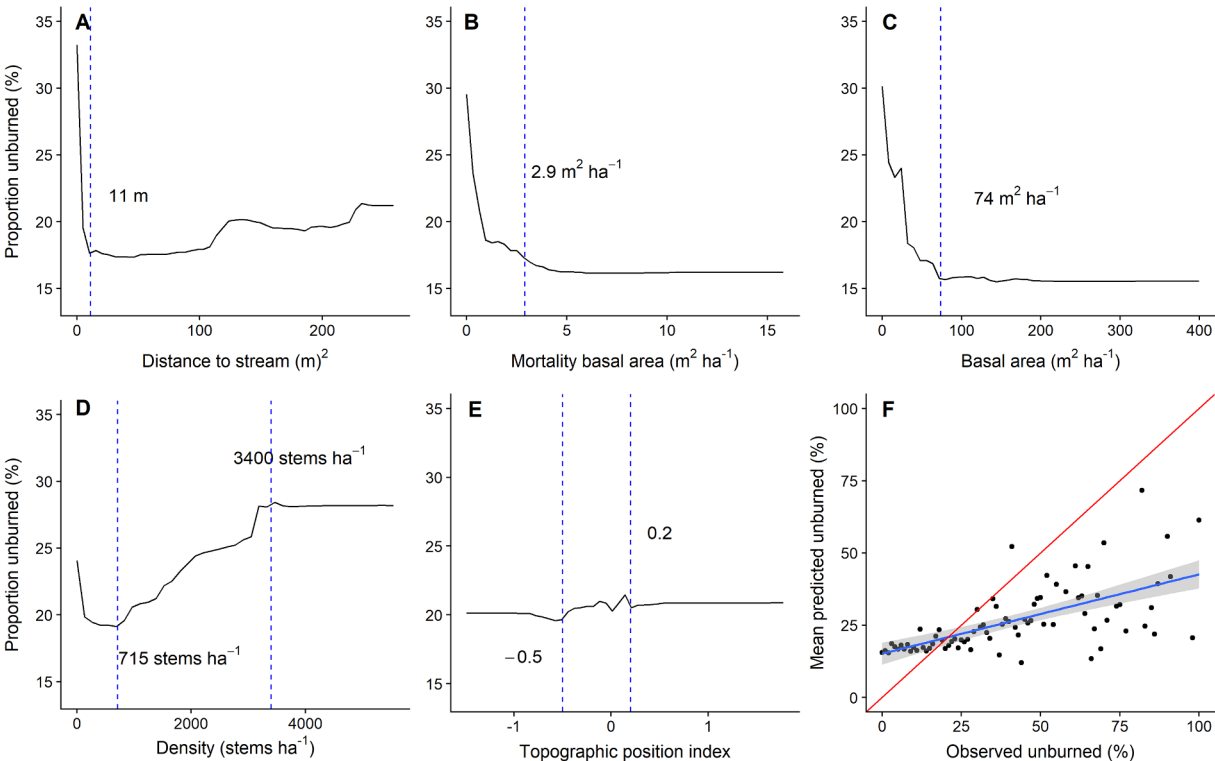 A
35
30
25
20
15
Proportion unburned (%)
11 m
0
100
200
Distance to stream (m)²
B
35
30
25
20
15
2.9 m² ha⁻¹
0
5
10
15
Mortality basal area (m² ha⁻¹)
C
35
30
25
20
15
74 m² ha⁻¹
0
100
200
300
400
Basal area (m² ha⁻¹)
D
35
30
25
20
15
Proportion unburned (%)
3400 stems ha⁻¹
715 stems ha⁻¹
0
2000
4000
Density (stems ha⁻¹)
E
35
30
25
20
15
0.2
−0.5
-1
0
1
Topographic position index
F
100
75
50
25
0
Mean predicted unburned (%)
0
25
50
75
100
Observed unburned (%)